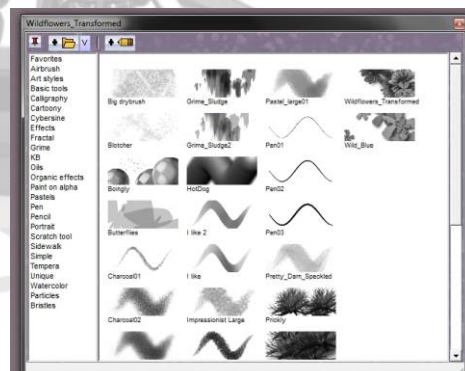 Wildflowers_Transformed
V
Favorites
Airbrush
Art styles
Basic tools
Calligraphy
Cartoony
Cybersine
Effects
Fractal
Grime
KB
Oils
Organic effects
Paint on alpha
Pastels
Pen
Pencil
Portrait
Scratch tool
Sidewalk
Simple
Tempera
Unique
Watercolor
Particles
Bristles
Big drybrush
Grime_Sludge
Pastel_large01
Wildflowers_Transformed
Blotcher
Grime_Sludge2
Pen01
Wild_Blue
Boingly
HotDog
Pen02
Butterflies
I like 2
Pen03
Charcoal01
I like
Pretty_Darn_Speckled
Charcoal02
Impressionist Large
Prickly